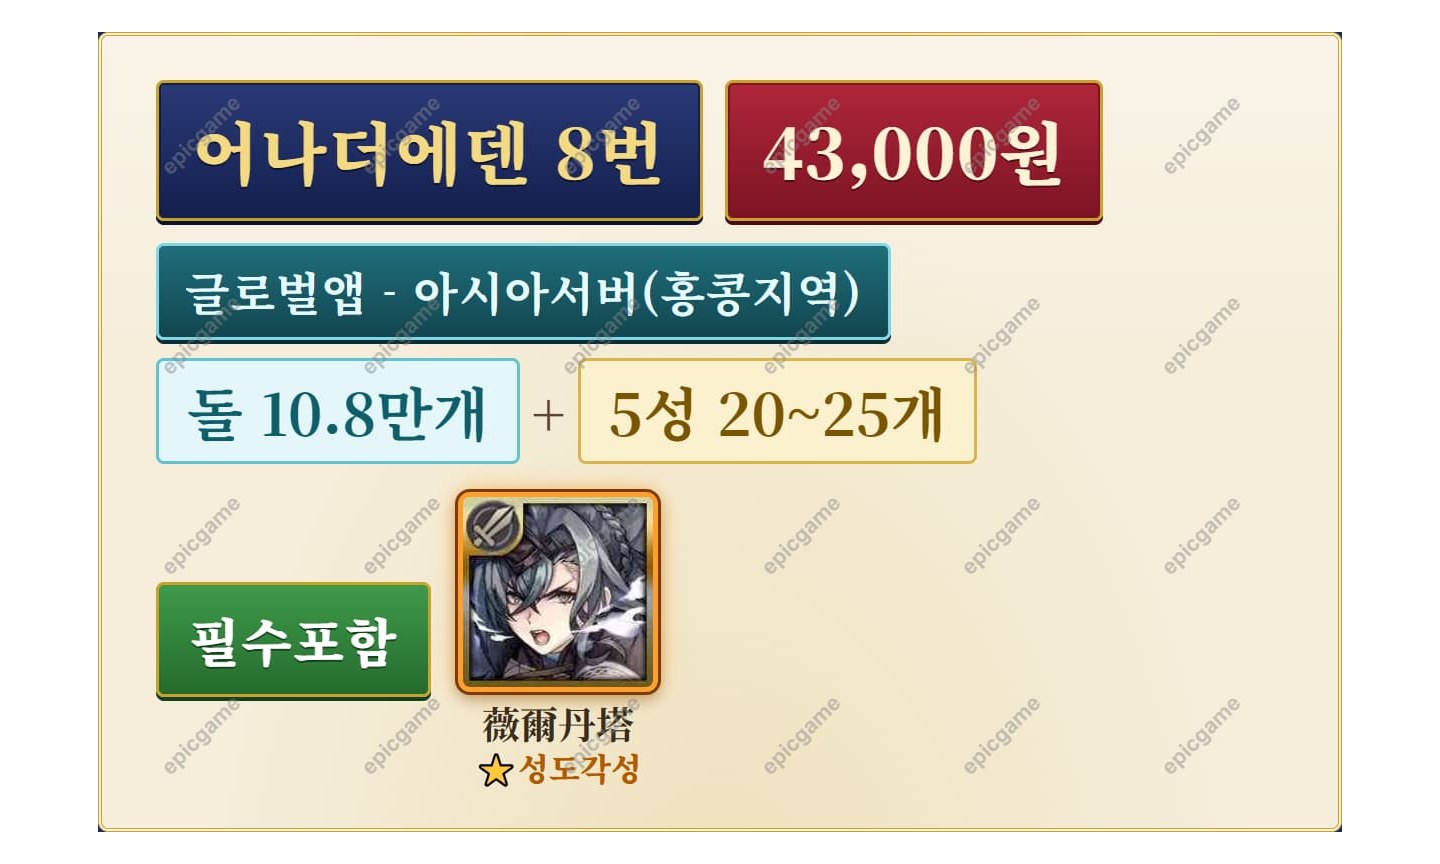 어나더에덴 8번 43,000원
글로벌앱 - 아시아서버(홍콩지역)
돌 10.8만개 + 5성 20~25개
필수포함
薇爾丹塔
성도각성
epicgame